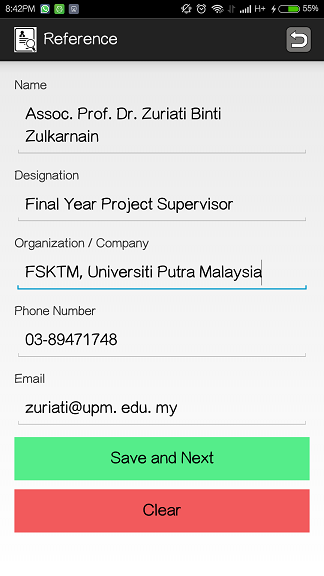 8:42PM H+ 55%
Reference
Name
Assoc. Prof. Dr. Zuriati Binti
Zulkarnain
Designation
Final Year Project Supervisor
Organization / Company
FSKTM, Universiti Putra Malaysia
Phone Number
03-89471748
Email
zuriati@upm. edu. my
Save and Next
Clear